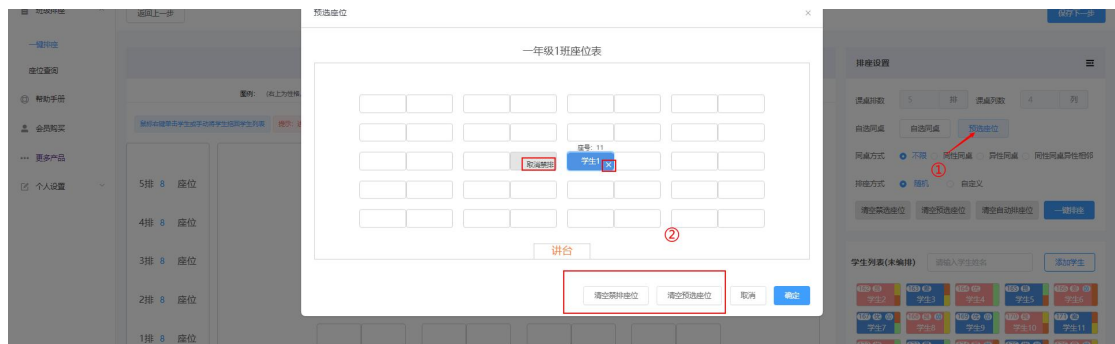 班级排座
一键排座
座位查询
帮助手册
会员购买
更多产品
个人设置
返回上一步
保存下一步
图例:
5排 8 座位
4排 8 座位
3排 8 座位
2排 8 座位
1排 8 座位
预选座位
×
一年级1班座位表
座号: 11
取消禁排
学生1
×
讲台
②
清空禁排座位
清空预选座位
取消
确定
排座设置
课桌排数 5 排 课桌列数 4 列
自选同桌 自选同桌 预选座位
①
同桌方式 不限 同性同桌 异性同桌 同性同桌异性相邻
排座方式 随机 自定义
清空禁选座位 清空预选座位 清空自动排座位 一键排座
学生列表(未编排) 请输入学生姓名 添加学生
学生2 学生3 学生4 学生5 学生6
学生7 学生8 学生9 学生10 学生11